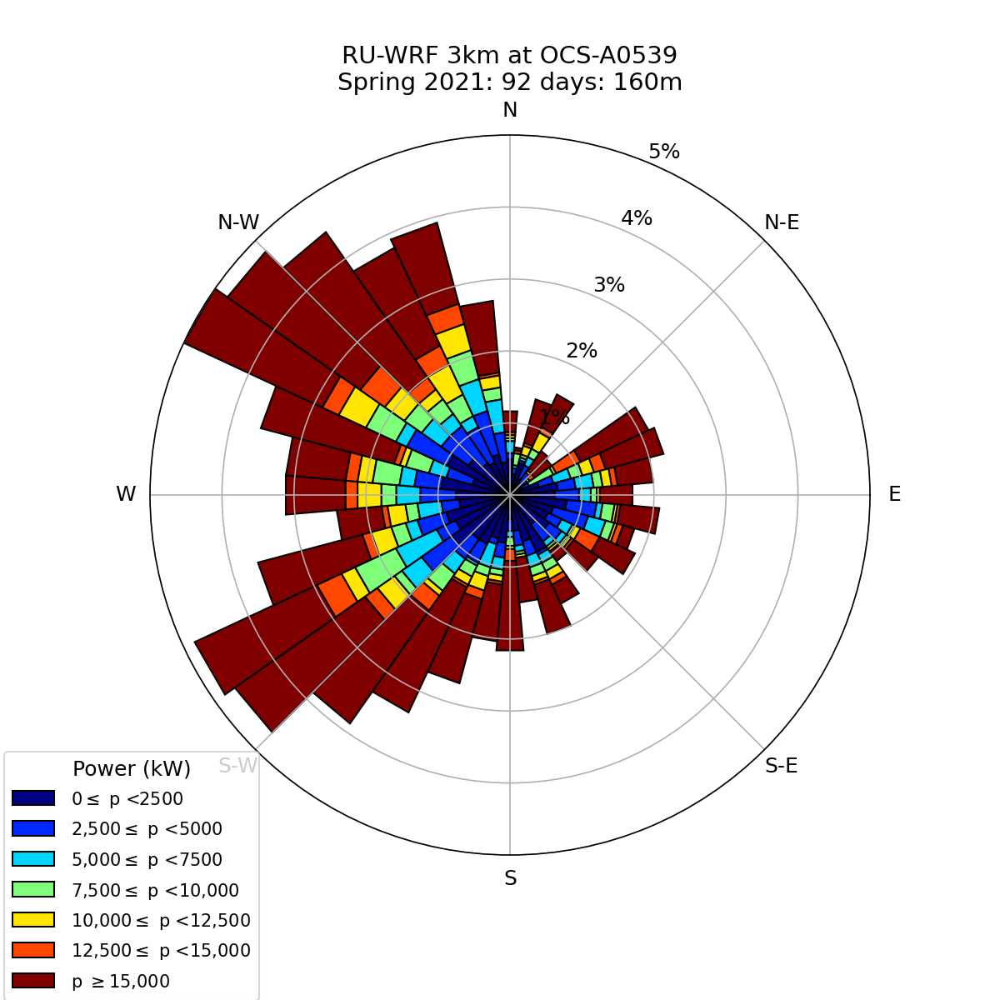 RU-WRF 3km at OCS-A0539
Spring 2021: 92 days: 160m
N
5%
N-W
N-E
4%
3%
2%
1%
W
E
S-W
S-E
S
Power (kW)
0≤ p <2500
2,500≤ p <5000
5,000≤ p <7500
7,500≤ p <10,000
10,000≤ p <12,500
12,500≤ p <15,000
p ≥15,000